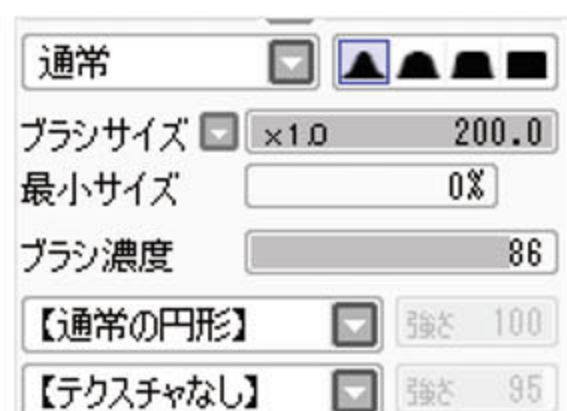 通常
ブラシサイズ ×1.0 200.0
最小サイズ 0%
ブラシ濃度 86
【通常の円形】 強さ 100
【テクスチャなし】 強さ 95